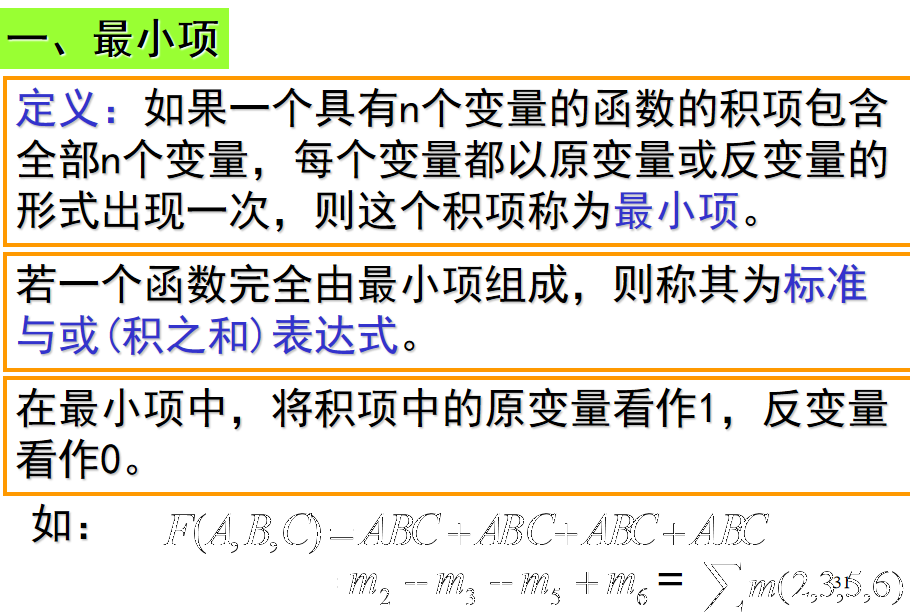 一、最小项
定义：如果一个具有n个变量的函数的积项包含
全部n个变量，每个变量都以原变量或反变量的
形式出现一次，则这个积项称为最小项。
若一个函数完全由最小项组成，则称其为标准
与或(积之和)表达式。
在最小项中，将积项中的原变量看作1，反变量
看作0。
如： F(A,B,C)=ABC+ABC+ABC+ABC
m₂ m₃ m₅ + m₆ = ∑m(2,3,5,6)
31